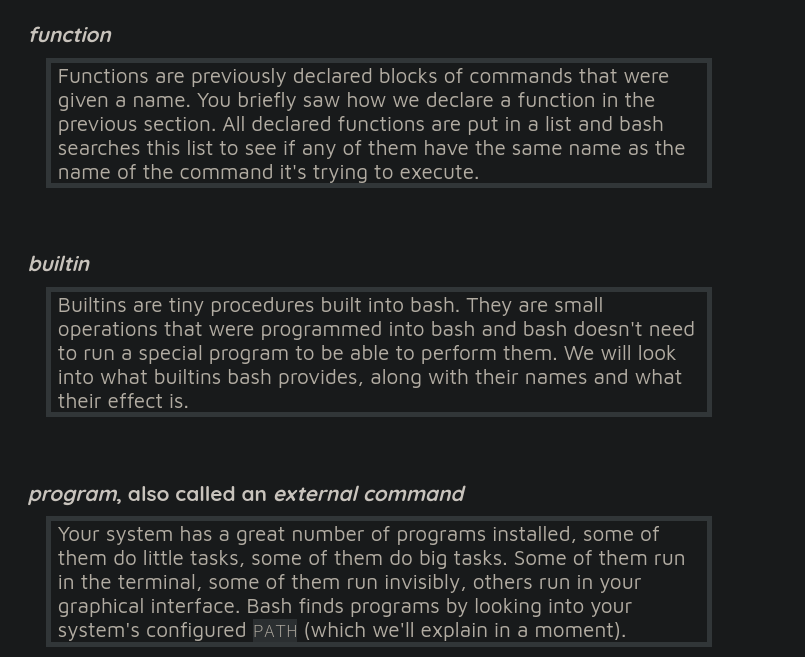 function
Functions are previously declared blocks of commands that were
given a name. You briefly saw how we declare a function in the
previous section. All declared functions are put in a list and bash
searches this list to see if any of them have the same name as the
name of the command it's trying to execute.
builtin
Builtins are tiny procedures built into bash. They are small
operations that were programmed into bash and bash doesn't need
to run a special program to be able to perform them. We will look
into what builtins bash provides, along with their names and what
their effect is.
program, also called an external command
Your system has a great number of programs installed, some of
them do little tasks, some of them do big tasks. Some of them run
in the terminal, some of them run invisibly, others run in your
graphical interface. Bash finds programs by looking into your
system's configured PATH (which we'll explain in a moment).